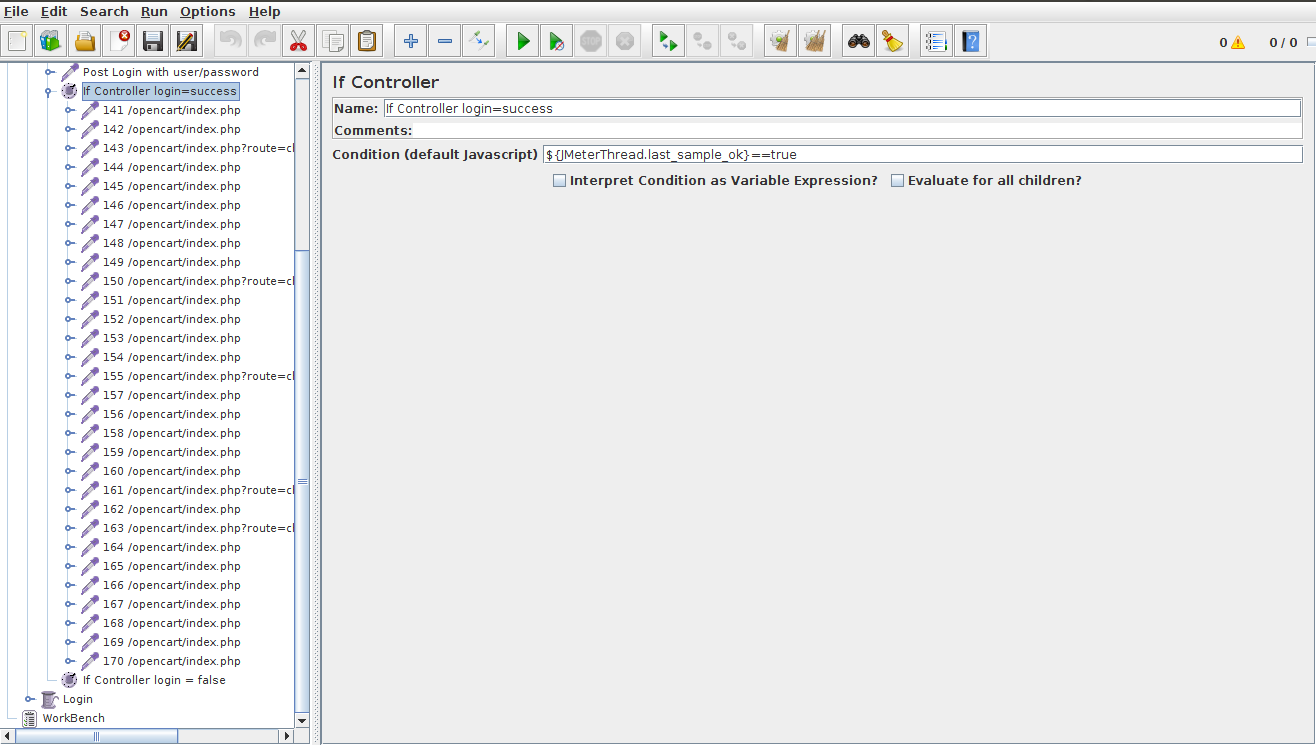 File Edit Search Run Options Help
STOP
0 0 / 0
Post Login with user/password
If Controller login=success
141 /opencart/index.php
142 /opencart/index.php
143 /opencart/index.php?route=cl
144 /opencart/index.php
145 /opencart/index.php
146 /opencart/index.php
147 /opencart/index.php
148 /opencart/index.php
149 /opencart/index.php
150 /opencart/index.php?route=cl
151 /opencart/index.php
152 /opencart/index.php
153 /opencart/index.php
154 /opencart/index.php
155 /opencart/index.php?route=cl
157 /opencart/index.php
156 /opencart/index.php
158 /opencart/index.php
159 /opencart/index.php
160 /opencart/index.php
161 /opencart/index.php?route=cl
162 /opencart/index.php
163 /opencart/index.php?route=cl
164 /opencart/index.php
165 /opencart/index.php
166 /opencart/index.php
167 /opencart/index.php
168 /opencart/index.php
169 /opencart/index.php
170 /opencart/index.php
If Controller login = false
Login
WorkBench
If Controller
Name: If Controller login=success
Comments:
Condition (default Javascript) ${JMeterThread.last_sample_ok}==true
Interpret Condition as Variable Expression? Evaluate for all children?